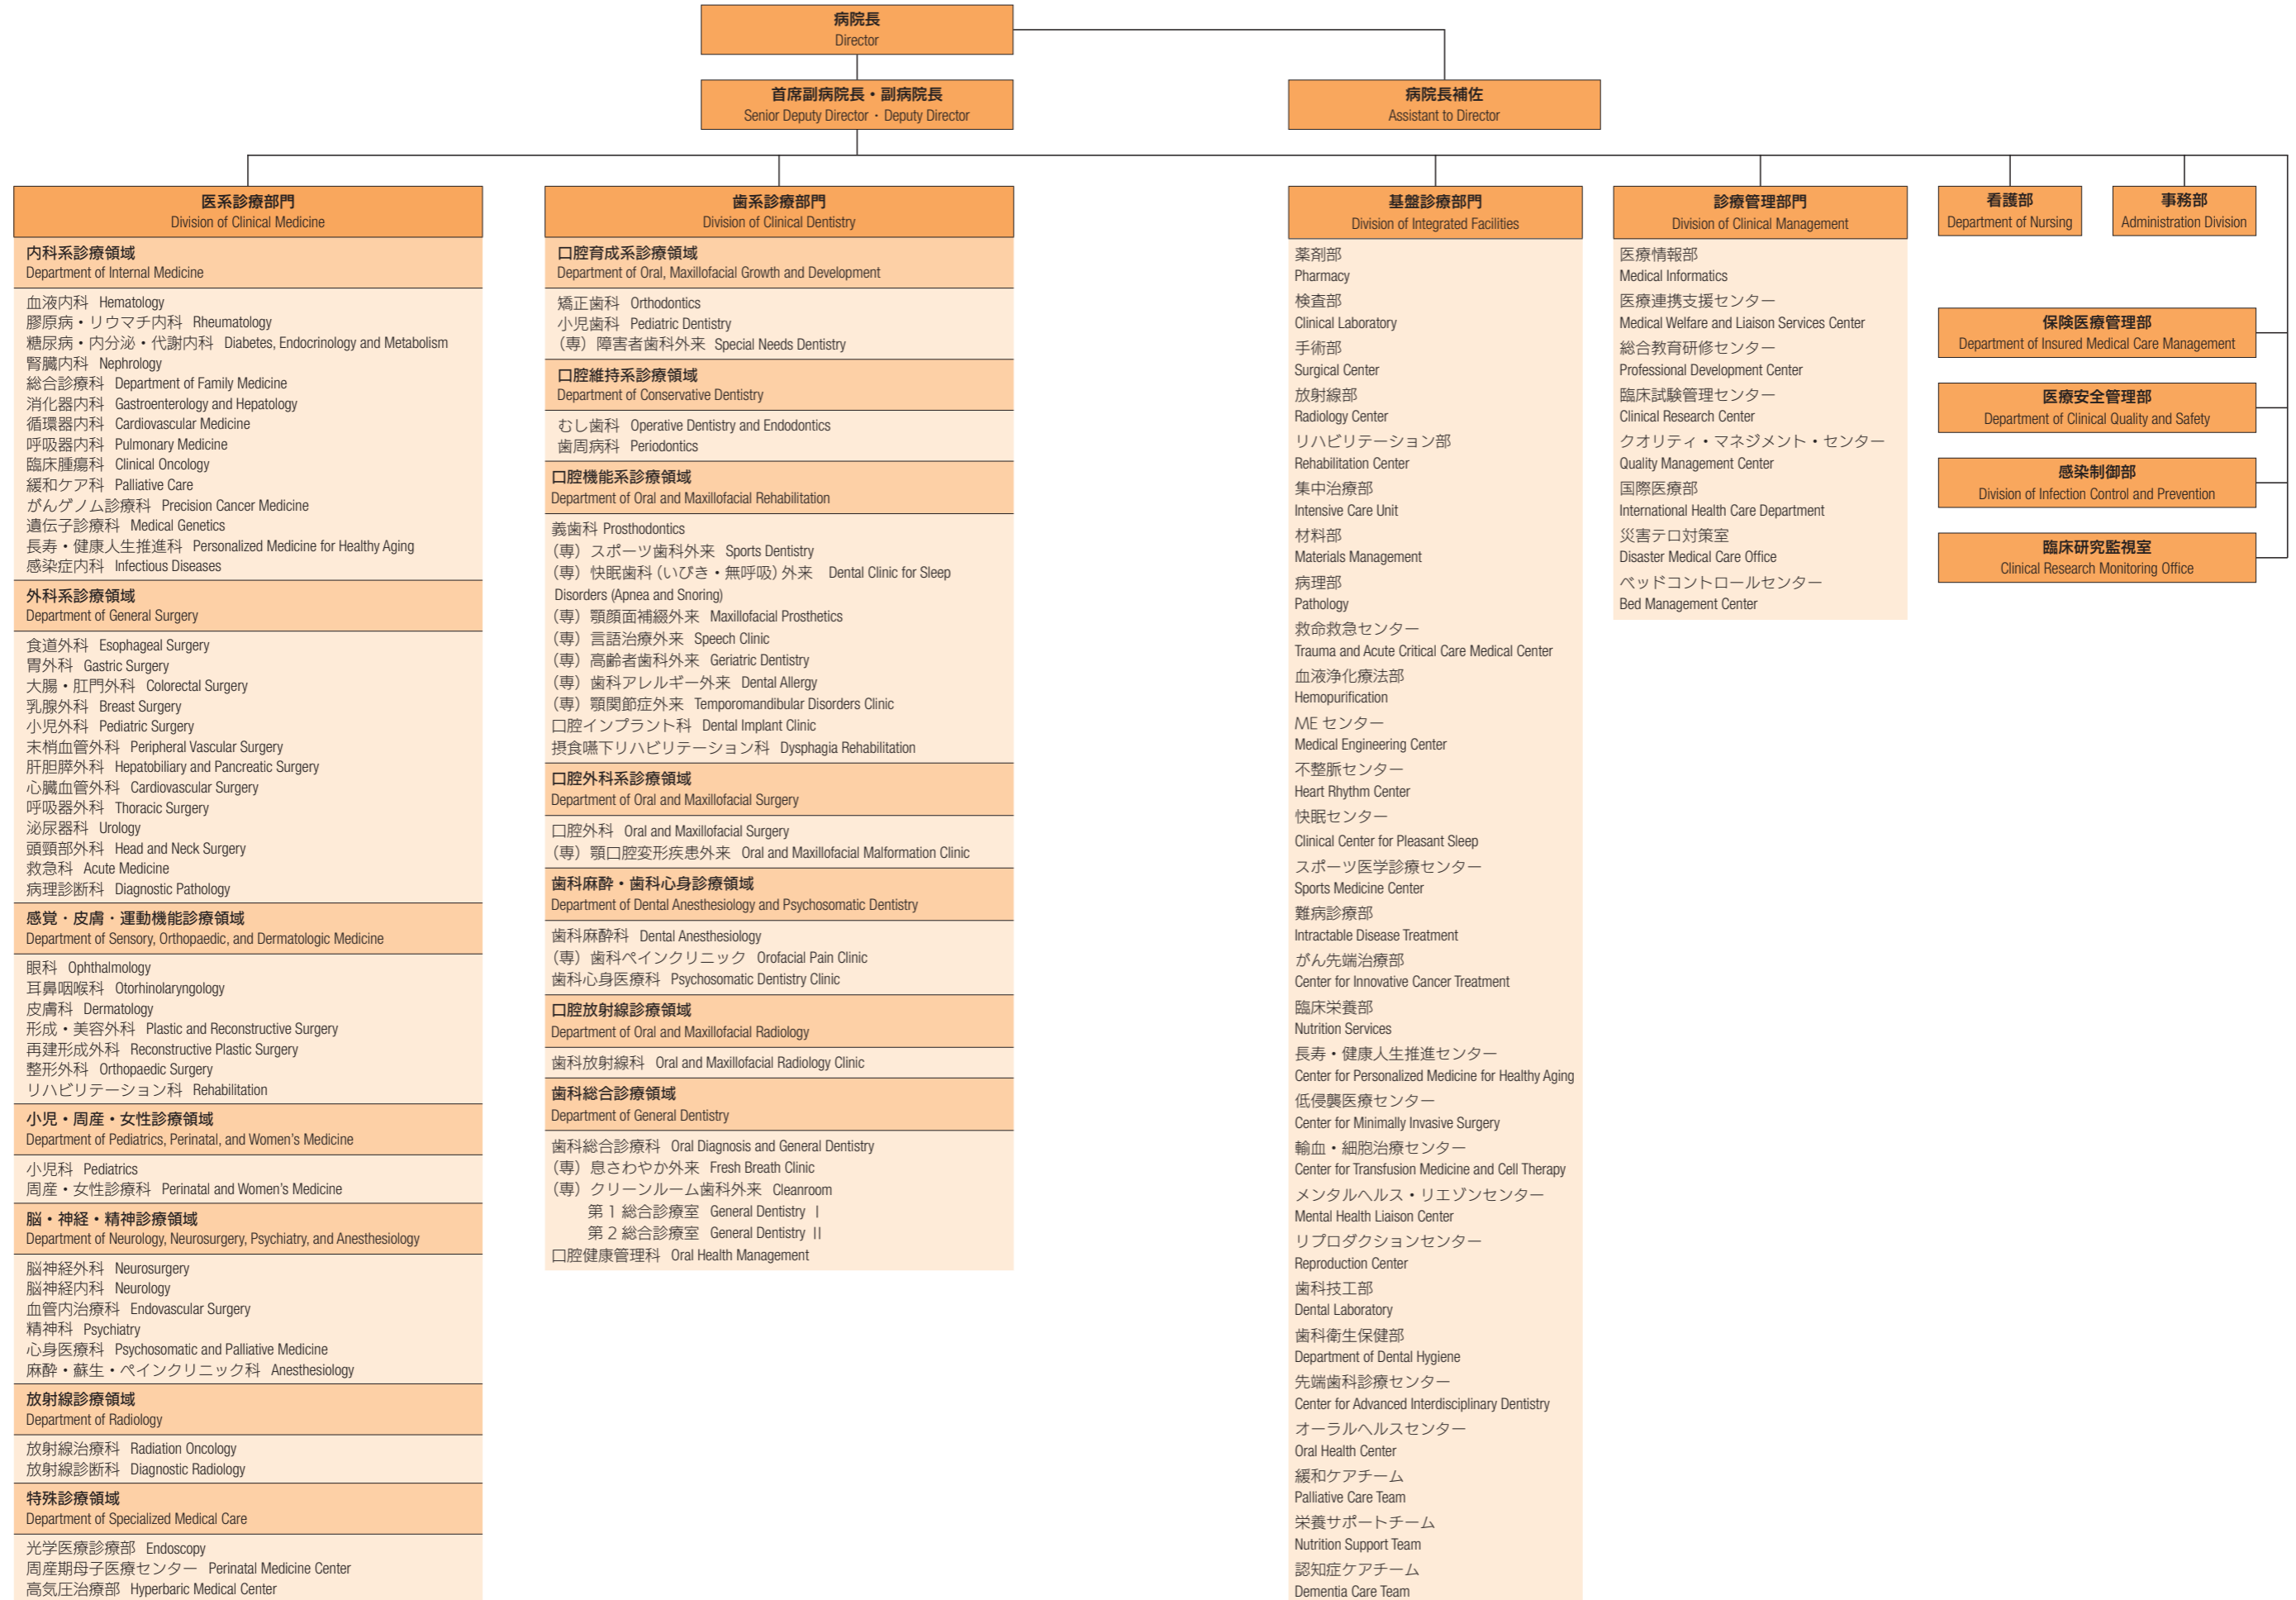 病院長
Director
首席副病院長・副病院長
Senior Deputy Director・Deputy Director
病院長補佐
Assistant to Director
医系診療部門
Division of Clinical Medicine
内科系診療領域
Department of Internal Medicine
血液内科 Hematology
膠原病・リウマチ内科 Rheumatology
糖尿病・内分泌・代謝内科 Diabetes, Endocrinology and Metabolism
腎臓内科 Nephrology
総合診療科 Department of Family Medicine
消化器内科 Gastroenterology and Hepatology
循環器内科 Cardiovascular Medicine
呼吸器内科 Pulmonary Medicine
臨床腫瘍科 Clinical Oncology
緩和ケア科 Palliative Care
がんゲノム診療科 Precision Cancer Medicine
遺伝子診療科 Medical Genetics
長寿・健康人生推進科 Personalized Medicine for Healthy Aging
感染症内科 Infectious Diseases
外科系診療領域
Department of General Surgery
食道外科 Esophageal Surgery
胃外科 Gastric Surgery
大腸・肛門外科 Colorectal Surgery
乳腺外科 Breast Surgery
小児外科 Pediatric Surgery
末梢血管外科 Peripheral Vascular Surgery
肝胆膵外科 Hepatobiliary and Pancreatic Surgery
心臓血管外科 Cardiovascular Surgery
呼吸器外科 Thoracic Surgery
泌尿器科 Urology
頭頸部外科 Head and Neck Surgery
救急科 Acute Medicine
病理診断科 Diagnostic Pathology
感覚・皮膚・運動機能診療領域
Department of Sensory, Orthopaedic, and Dermatologic Medicine
眼科 Ophthalmology
耳鼻咽喉科 Otorhinolaryngology
皮膚科 Dermatology
形成・美容外科 Plastic and Reconstructive Surgery
再建形成外科 Reconstructive Plastic Surgery
整形外科 Orthopaedic Surgery
リハビリテーション科 Rehabilitation
小児・周産・女性診療領域
Department of Pediatrics, Perinatal, and Women's Medicine
小児科 Pediatrics
周産・女性診療科 Perinatal and Women's Medicine
脳・神経・精神診療領域
Department of Neurology, Neurosurgery, Psychiatry, and Anesthesiology
脳神経外科 Neurosurgery
脳神経内科 Neurology
血管内治療科 Endovascular Surgery
精神科 Psychiatry
心身医療科 Psychosomatic and Palliative Medicine
麻酔・蘇生・ペインクリニック科 Anesthesiology
放射線診療領域
Department of Radiology
放射線治療科 Radiation Oncology
放射線診断科 Diagnostic Radiology
特殊診療領域
Department of Specialized Medical Care
光学医療診療部 Endoscopy
周産期母子医療センター Perinatal Medicine Center
高気圧治療部 Hyperbaric Medical Center
歯系診療部門
Division of Clinical Dentistry
口腔育成系診療領域
Department of Oral, Maxillofacial Growth and Development
矯正歯科 Orthodontics
小児歯科 Pediatric Dentistry
（専）障害者歯科外来 Special Needs Dentistry
口腔維持系診療領域
Department of Conservative Dentistry
むし歯科 Operative Dentistry and Endodontics
歯周病科 Periodontics
口腔機能系診療領域
Department of Oral and Maxillofacial Rehabilitation
義歯科 Prosthodontics
（専）スポーツ歯科外来 Sports Dentistry
（専）快眠歯科（いびき・無呼吸）外来 Dental Clinic for Sleep
Disorders (Apnea and Snoring)
（専）顎顔面補綴外来 Maxillofacial Prosthetics
（専）言語治療外来 Speech Clinic
（専）高齢者歯科外来 Geriatric Dentistry
（専）歯科アレルギー外来 Dental Allergy
（専）顎関節症外来 Temporomandibular Disorders Clinic
口腔インプラント科 Dental Implant Clinic
摂食嚥下リハビリテーション科 Dysphagia Rehabilitation
口腔外科系診療領域
Department of Oral and Maxillofacial Surgery
口腔外科 Oral and Maxillofacial Surgery
（専）顎口腔変形疾患外来 Oral and Maxillofacial Malformation Clinic
歯科麻酔・歯科心身診療領域
Department of Dental Anesthesiology and Psychosomatic Dentistry
歯科麻酔科 Dental Anesthesiology
（専）歯科ペインクリニック Orofacial Pain Clinic
歯科心身医療科 Psychosomatic Dentistry Clinic
口腔放射線診療領域
Department of Oral and Maxillofacial Radiology
歯科放射線科 Oral and Maxillofacial Radiology Clinic
歯科総合診療領域
Department of General Dentistry
歯科総合診療科 Oral Diagnosis and General Dentistry
（専）息さわやか外来 Fresh Breath Clinic
（専）クリーンルーム歯科外来 Cleanroom
第1総合診療室 General Dentistry Ⅰ
第2総合診療室 General Dentistry Ⅱ
口腔健康管理科 Oral Health Management
基盤診療部門
Division of Integrated Facilities
薬剤部
Pharmacy
検査部
Clinical Laboratory
手術部
Surgical Center
放射線部
Radiology Center
リハビリテーション部
Rehabilitation Center
集中治療部
Intensive Care Unit
材料部
Materials Management
病理部
Pathology
救命救急センター
Trauma and Acute Critical Care Medical Center
血液浄化療法部
Hemopurification
ME センター
Medical Engineering Center
不整脈センター
Heart Rhythm Center
快眠センター
Clinical Center for Pleasant Sleep
スポーツ医学診療センター
Sports Medicine Center
難病診療部
Intractable Disease Treatment
がん先端治療部
Center for Innovative Cancer Treatment
臨床栄養部
Nutrition Services
長寿・健康人生推進センター
Center for Personalized Medicine for Healthy Aging
低侵襲医療センター
Center for Minimally Invasive Surgery
輸血・細胞治療センター
Center for Transfusion Medicine and Cell Therapy
メンタルヘルス・リエゾンセンター
Mental Health Liaison Center
リプロダクションセンター
Reproduction Center
歯科技工部
Dental Laboratory
歯科衛生保健部
Department of Dental Hygiene
先端歯科診療センター
Center for Advanced Interdisciplinary Dentistry
オーラルヘルスセンター
Oral Health Center
緩和ケアチーム
Palliative Care Team
栄養サポートチーム
Nutrition Support Team
認知症ケアチーム
Dementia Care Team
診療管理部門
Division of Clinical Management
医療情報部
Medical Informatics
医療連携支援センター
Medical Welfare and Liaison Services Center
総合教育研修センター
Professional Development Center
臨床試験管理センター
Clinical Research Center
クオリティ・マネジメント・センター
Quality Management Center
国際医療部
International Health Care Department
災害テロ対策室
Disaster Medical Care Office
ベッドコントロールセンター
Bed Management Center
看護部
Department of Nursing
事務部
Administration Division
保険医療管理部
Department of Insured Medical Care Management
医療安全管理部
Department of Clinical Quality and Safety
感染制御部
Division of Infection Control and Prevention
臨床研究監視室
Clinical Research Monitoring Office